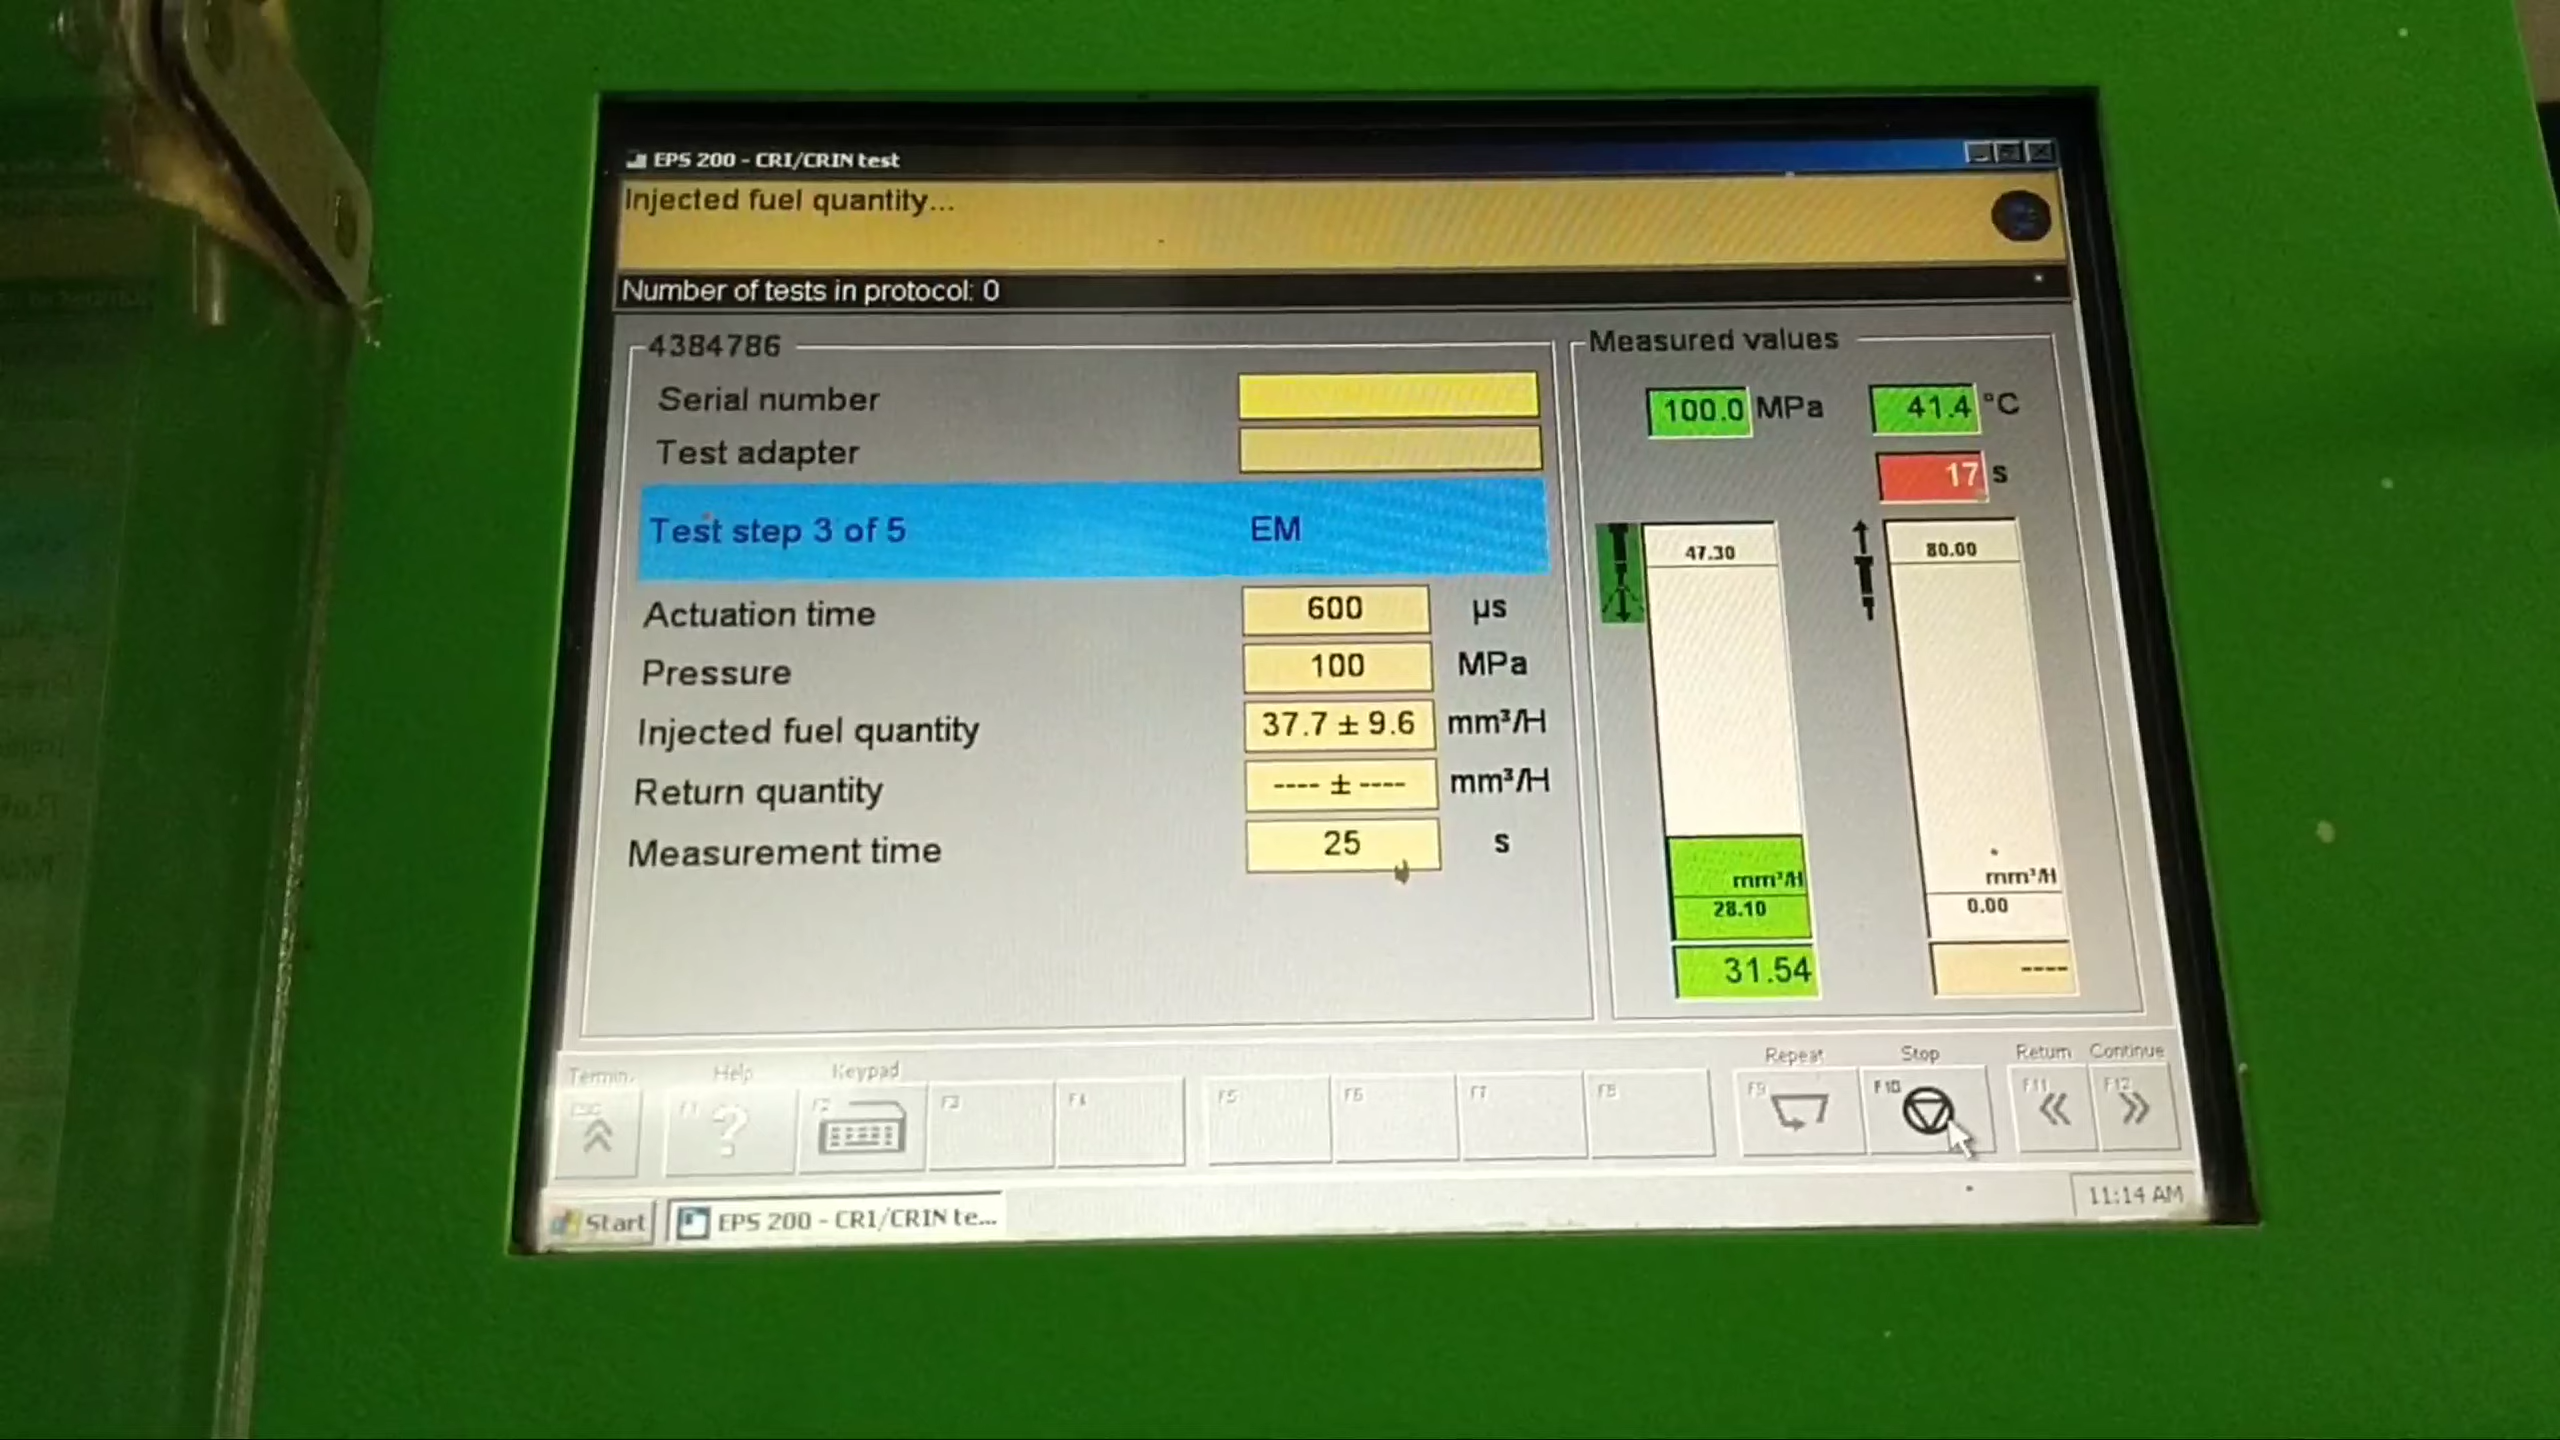 EPS 200 - CRI/CRIN test
Injected fuel quantity...
Number of tests in protocol: 0
4384786
Serial number
Test adapter
Test step 3 of 5 EM
Actuation time 600 µs
Pressure 100 MPa
Injected fuel quantity 37.7 ± 9.6 mm³/H
Return quantity ---- ± ---- mm³/H
Measurement time 25 s
Measured values
100.0 MPa 41.4 °C
17 s
47.30 80.00
mm³/H mm³/H
28.10 0.00
31.54 ----
Termin. Help Keypad Repeat Stop Return Continue
ESC F1 F2 F3 F4 F5 F6 F7 F8 F9 F10 F11 F12
Start EPS 200 - CRI/CRIN te... 11:14 AM